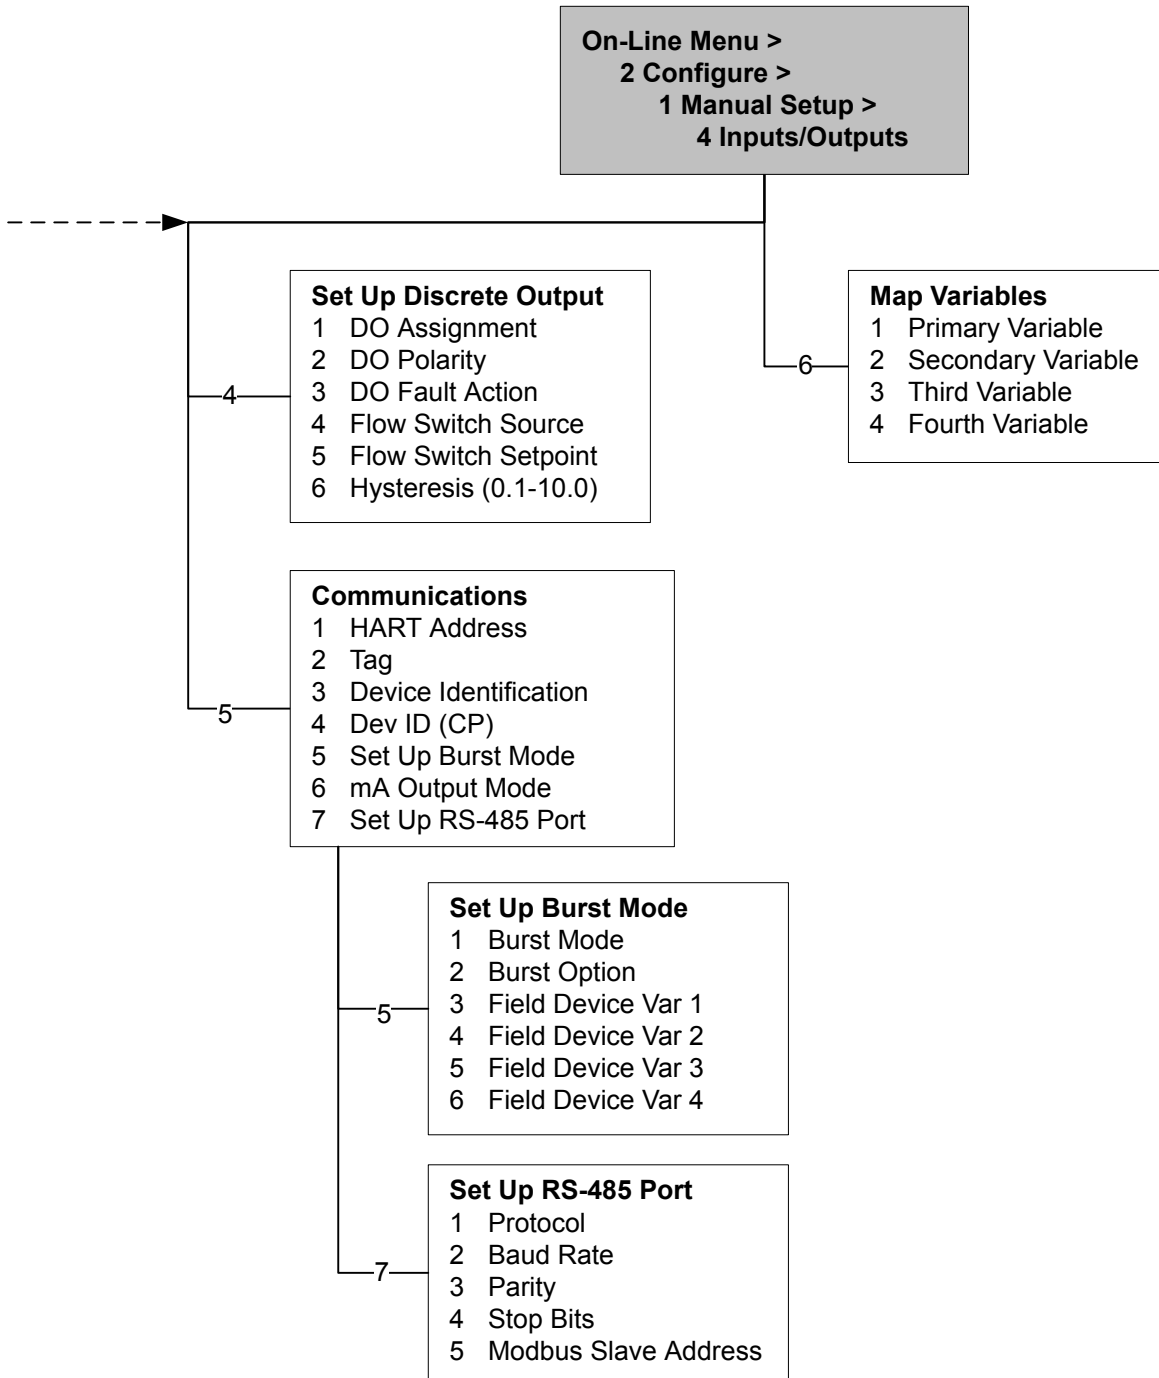 On-Line Menu >
2 Configure >
1 Manual Setup >
4 Inputs/Outputs
Set Up Discrete Output
1 DO Assignment
2 DO Polarity
3 DO Fault Action
4 Flow Switch Source
5 Flow Switch Setpoint
6 Hysteresis (0.1-10.0)
4
Map Variables
1 Primary Variable
2 Secondary Variable
3 Third Variable
4 Fourth Variable
6
Communications
1 HART Address
2 Tag
3 Device Identification
4 Dev ID (CP)
5 Set Up Burst Mode
6 mA Output Mode
7 Set Up RS-485 Port
5
Set Up Burst Mode
1 Burst Mode
2 Burst Option
3 Field Device Var 1
4 Field Device Var 2
5 Field Device Var 3
6 Field Device Var 4
5
Set Up RS-485 Port
1 Protocol
2 Baud Rate
3 Parity
4 Stop Bits
5 Modbus Slave Address
7